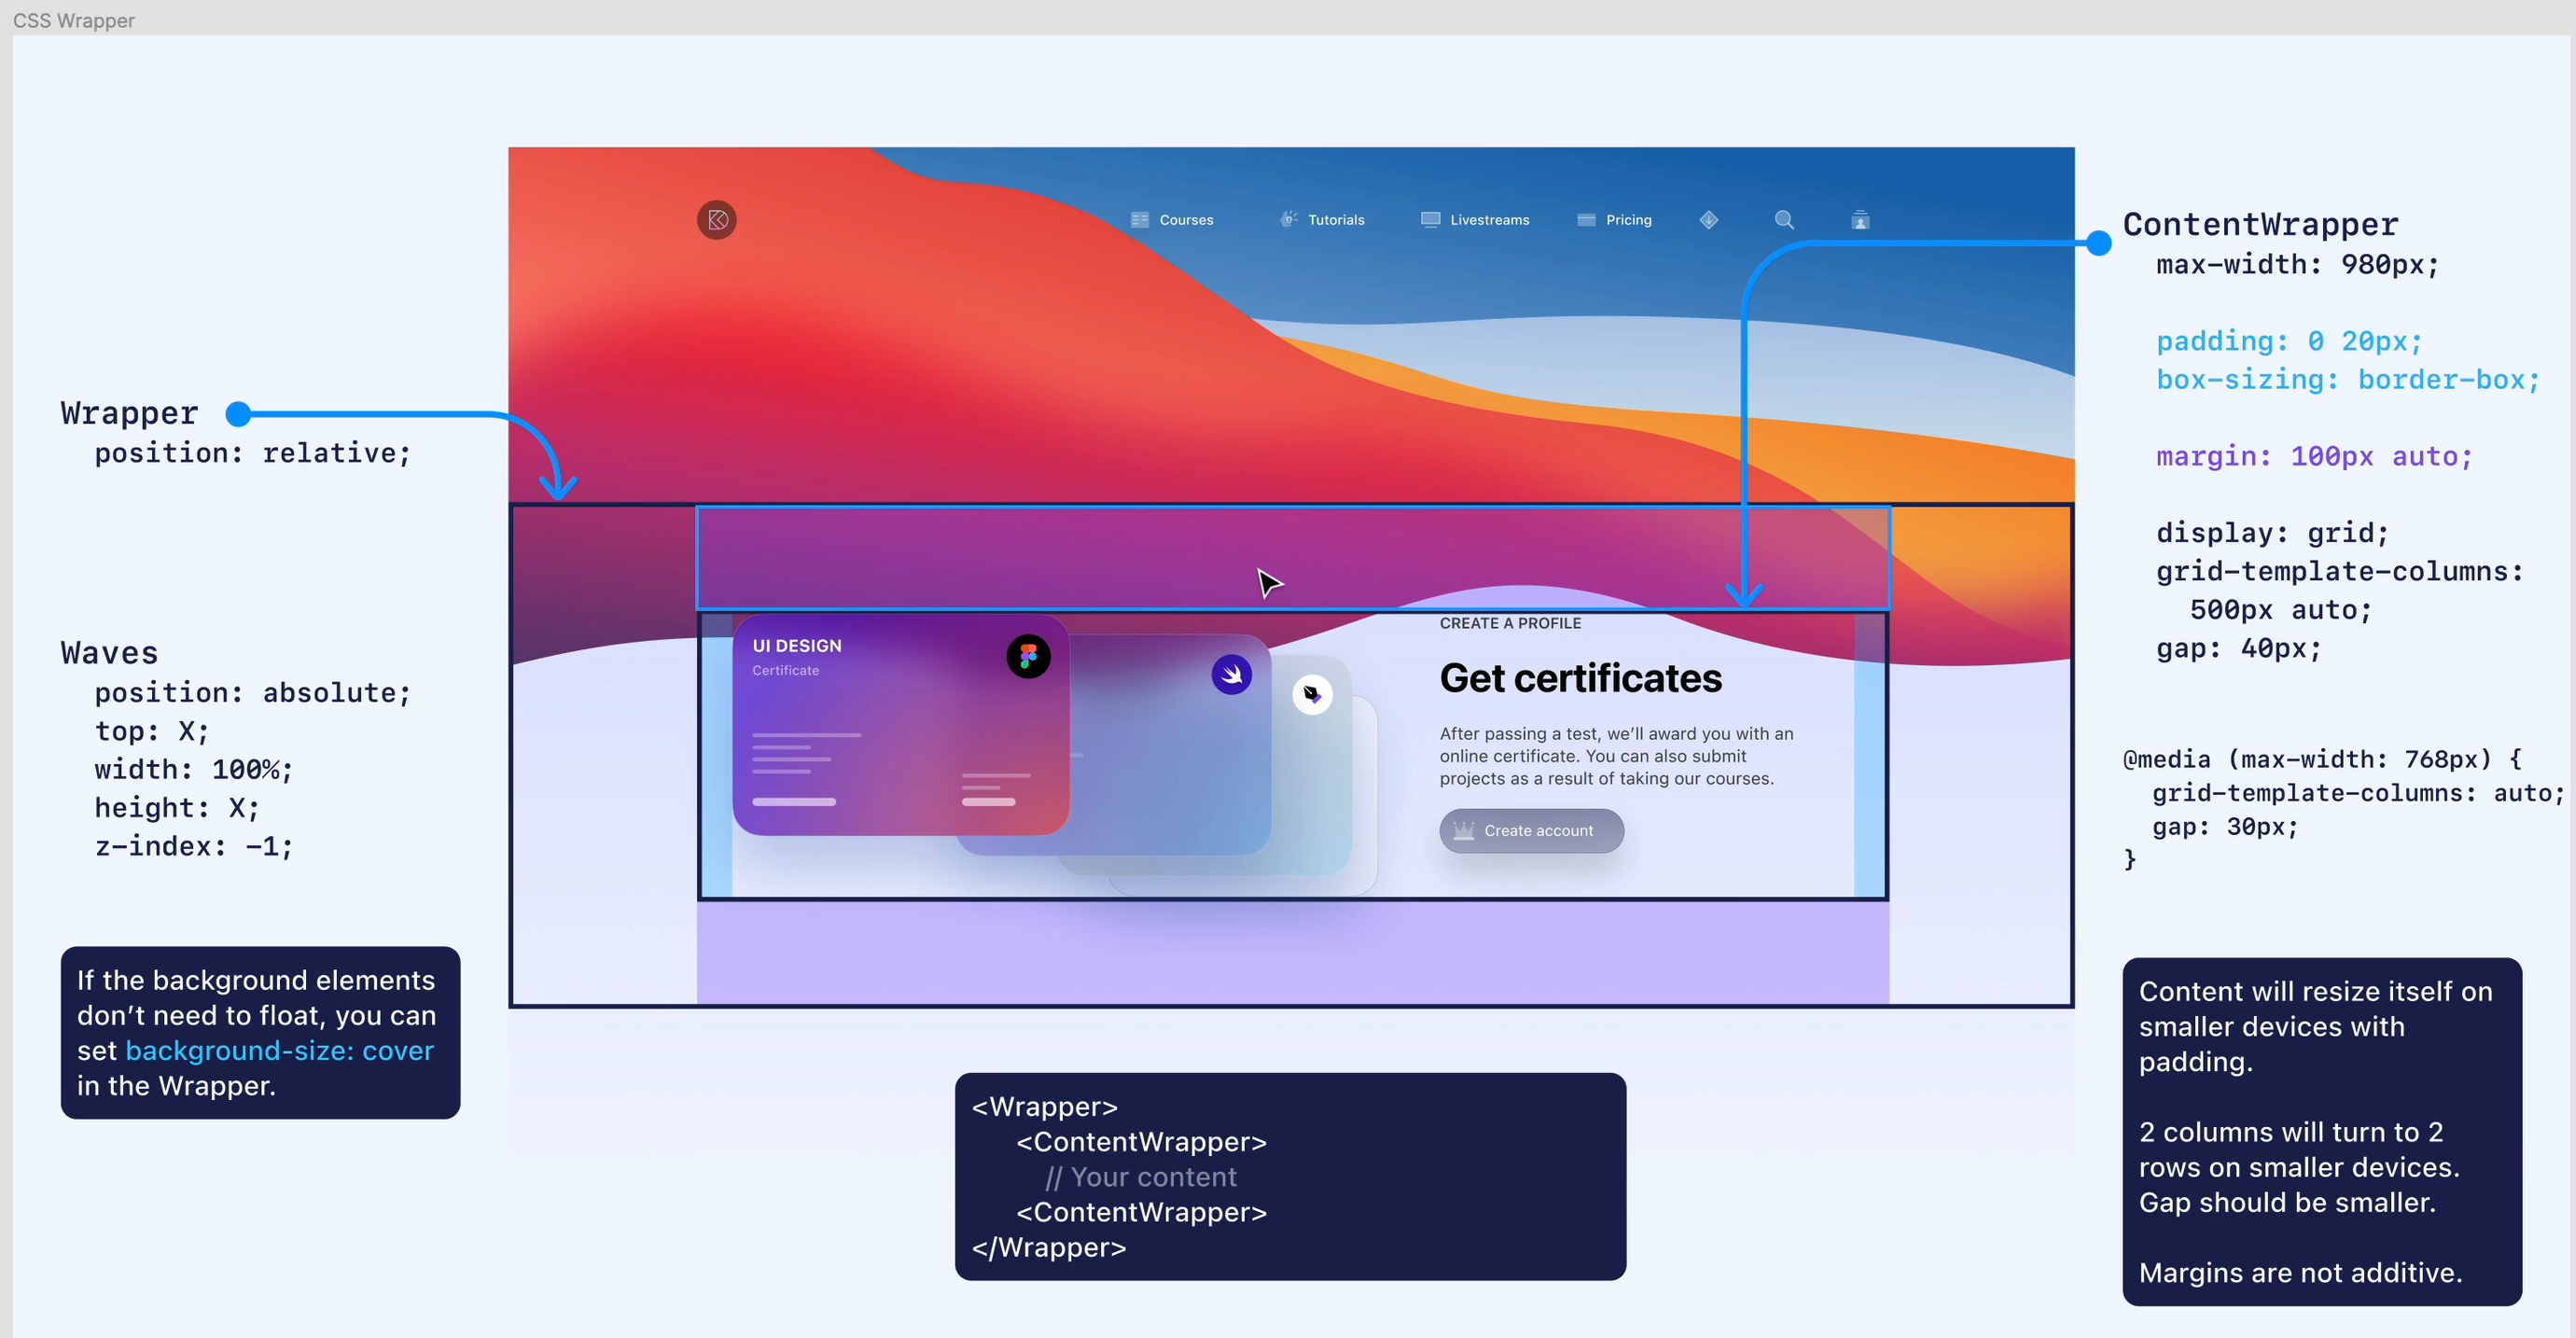 CSS Wrapper
Courses
Tutorials
Livestreams
Pricing
Wrapper
position: relative;
Waves
position: absolute;
top: X;
width: 100%;
height: X;
z-index: -1;
If the background elements
don’t need to float, you can
set background-size: cover
in the Wrapper.
UI DESIGN
Certificate
CREATE A PROFILE
Get certificates
After passing a test, we’ll award you with an
online certificate. You can also submit
projects as a result of taking our courses.
Create account
<Wrapper>
<ContentWrapper>
// Your content
<ContentWrapper>
</Wrapper>
ContentWrapper
max-width: 980px;
padding: 0 20px;
box-sizing: border-box;
margin: 100px auto;
display: grid;
grid-template-columns:
500px auto;
gap: 40px;
@media (max-width: 768px) {
grid-template-columns: auto;
gap: 30px;
}
Content will resize itself on
smaller devices with
padding.
2 columns will turn to 2
rows on smaller devices.
Gap should be smaller.
Margins are not additive.